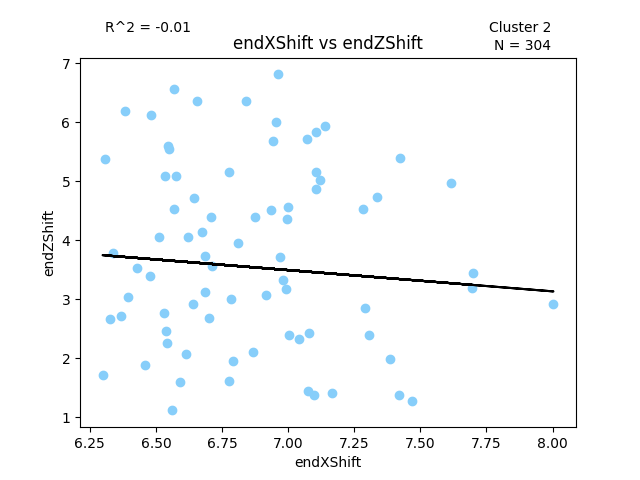 R^2 = -0.01
Cluster 2
N = 304
endXShift vs endZShift
7
6
5
4
3
2
1
endZShift
6.25 6.50 6.75 7.00 7.25 7.50 7.75 8.00
endXShift